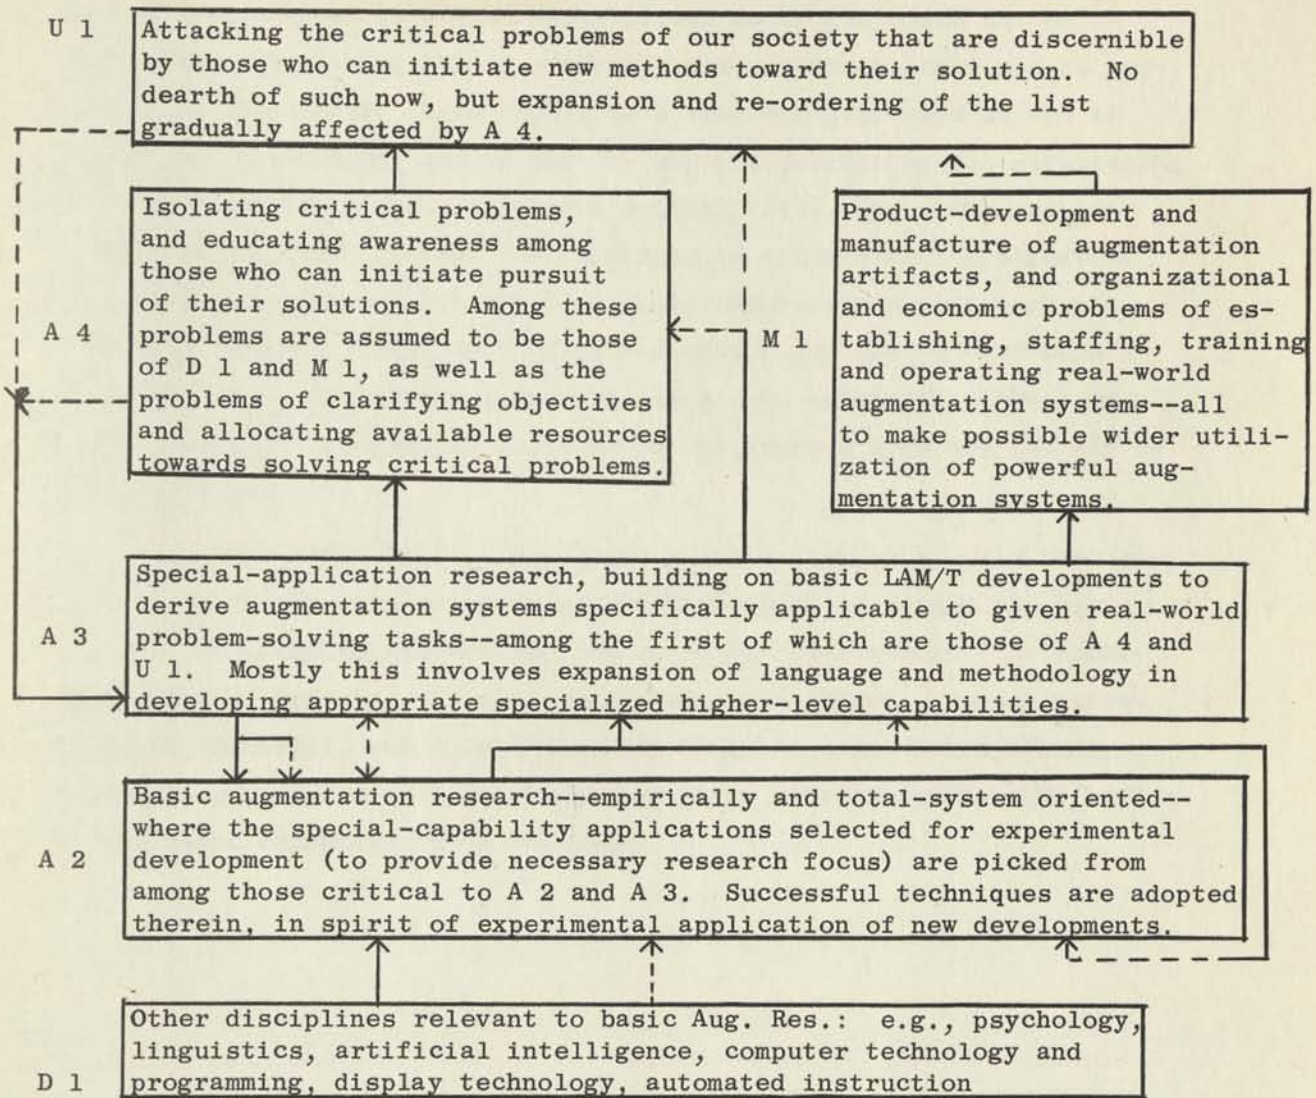 U 1
Attacking the critical problems of our society that are discernible
by those who can initiate new methods toward their solution. No
dearth of such now, but expansion and re-ordering of the list
gradually affected by A 4.
A 4
Isolating critical problems,
and educating awareness among
those who can initiate pursuit
of their solutions. Among these
problems are assumed to be those
of D 1 and M 1, as well as the
problems of clarifying objectives
and allocating available resources
towards solving critical problems.
M 1
Product-development and
manufacture of augmentation
artifacts, and organizational
and economic problems of es-
tablishing, staffing, training
and operating real-world
augmentation systems--all
to make possible wider utili-
zation of powerful aug-
mentation systems.
A 3
Special-application research, building on basic LAM/T developments to
derive augmentation systems specifically applicable to given real-world
problem-solving tasks--among the first of which are those of A 4 and
U 1. Mostly this involves expansion of language and methodology in
developing appropriate specialized higher-level capabilities.
A 2
Basic augmentation research--empirically and total-system oriented--
where the special-capability applications selected for experimental
development (to provide necessary research focus) are picked from
among those critical to A 2 and A 3. Successful techniques are adopted
therein, in spirit of experimental application of new developments.
D 1
Other disciplines relevant to basic Aug. Res.: e.g., psychology,
linguistics, artificial intelligence, computer technology and
programming, display technology, automated instruction